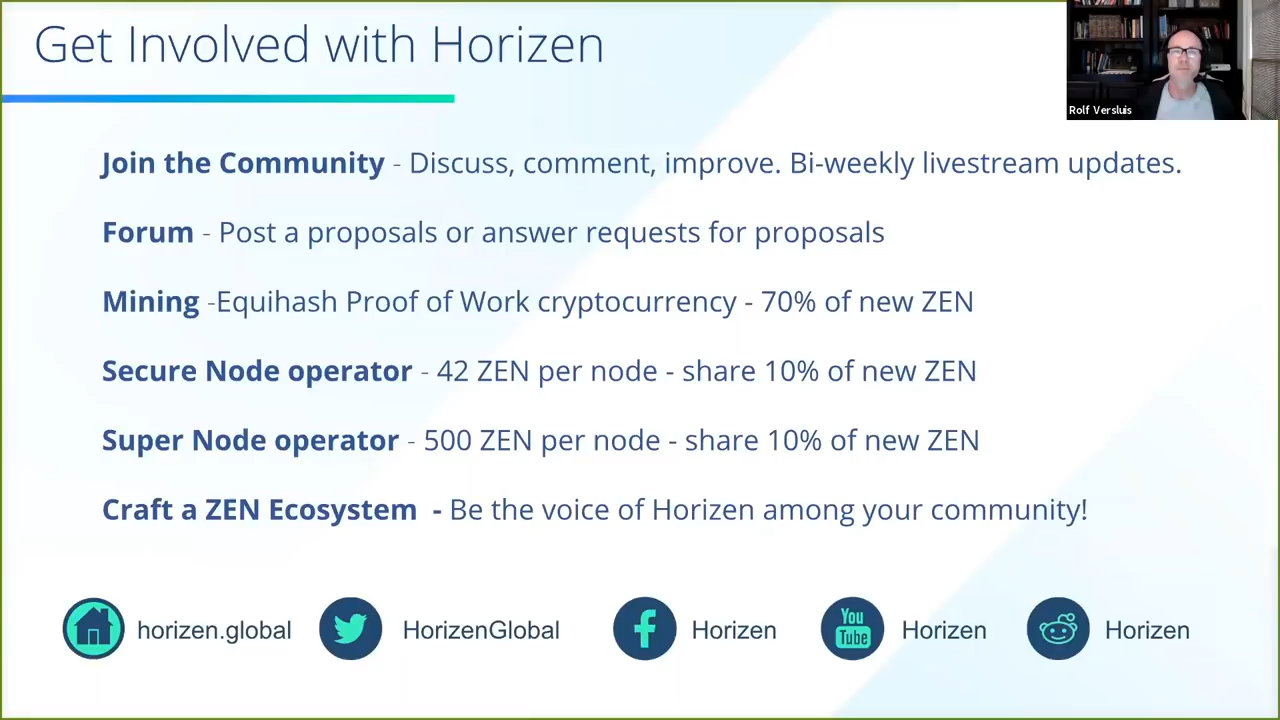 Get Involved with Horizen
Rolf Versluis
Join the Community - Discuss, comment, improve. Bi-weekly livestream updates.
Forum - Post a proposals or answer requests for proposals
Mining -Equihash Proof of Work cryptocurrency - 70% of new ZEN
Secure Node operator - 42 ZEN per node - share 10% of new ZEN
Super Node operator - 500 ZEN per node - share 10% of new ZEN
Craft a ZEN Ecosystem - Be the voice of Horizen among your community!
horizen.global
HorizenGlobal
Horizen
You
Tube
Horizen
Horizen